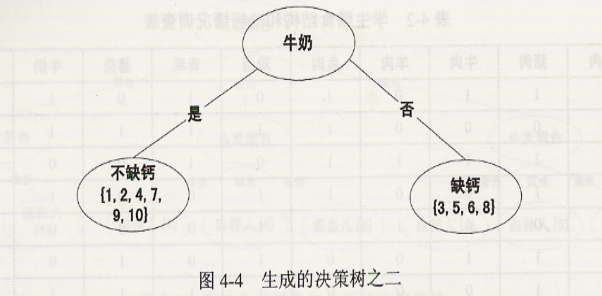 牛奶
是
否
不缺钙
{1, 2, 4, 7,
9, 10}
缺钙
{3, 5, 6, 8}
图 4-4 生成的决策树之二